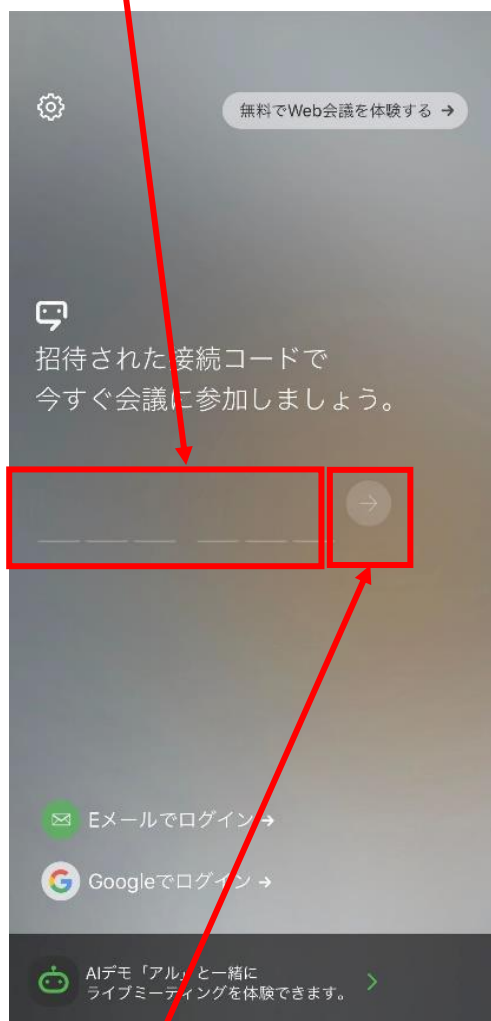 無料でWeb会議を体験する →
招待された接続コードで
今すぐ会議に参加しましょう。
Eメールでログイン →
Googleでログイン →
AIデモ「アル」と一緒に
ライブミーティングを体験できます。